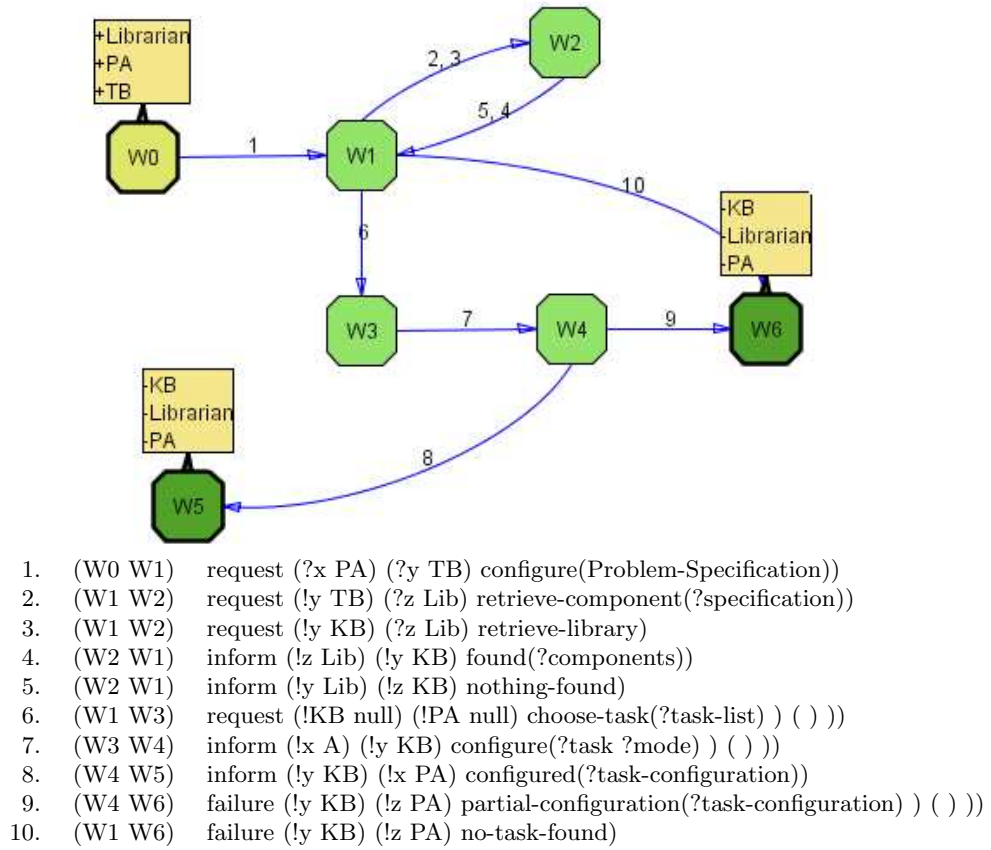 +Librarian
+PA
+TB
W2
2, 3
5, 4
W0
1
W1
10
-KB
-Librarian
-PA
6
W3
7
W4
9
W6
-KB
-Librarian
-PA
8
W5
1. (W0 W1) request (?x PA) (?y TB) configure(Problem-Specification))
2. (W1 W2) request (!y TB) (?z Lib) retrieve-component(?specification))
3. (W1 W2) request (!y KB) (?z Lib) retrieve-library)
4. (W2 W1) inform (!z Lib) (!y KB) found(?components))
5. (W2 W1) inform (!y Lib) (!z KB) nothing-found)
6. (W1 W3) request (!KB null) (!PA null) choose-task(?task-list) ) ( ) ))
7. (W3 W4) inform (!x A) (!y KB) configure(?task ?mode) ) ( ) ))
8. (W4 W5) inform (!y KB) (!x PA) configured(?task-configuration))
9. (W4 W6) failure (!y KB) (!z PA) partial-configuration(?task-configuration) ) ( ) ))
10. (W1 W6) failure (!y KB) (!z PA) no-task-found)